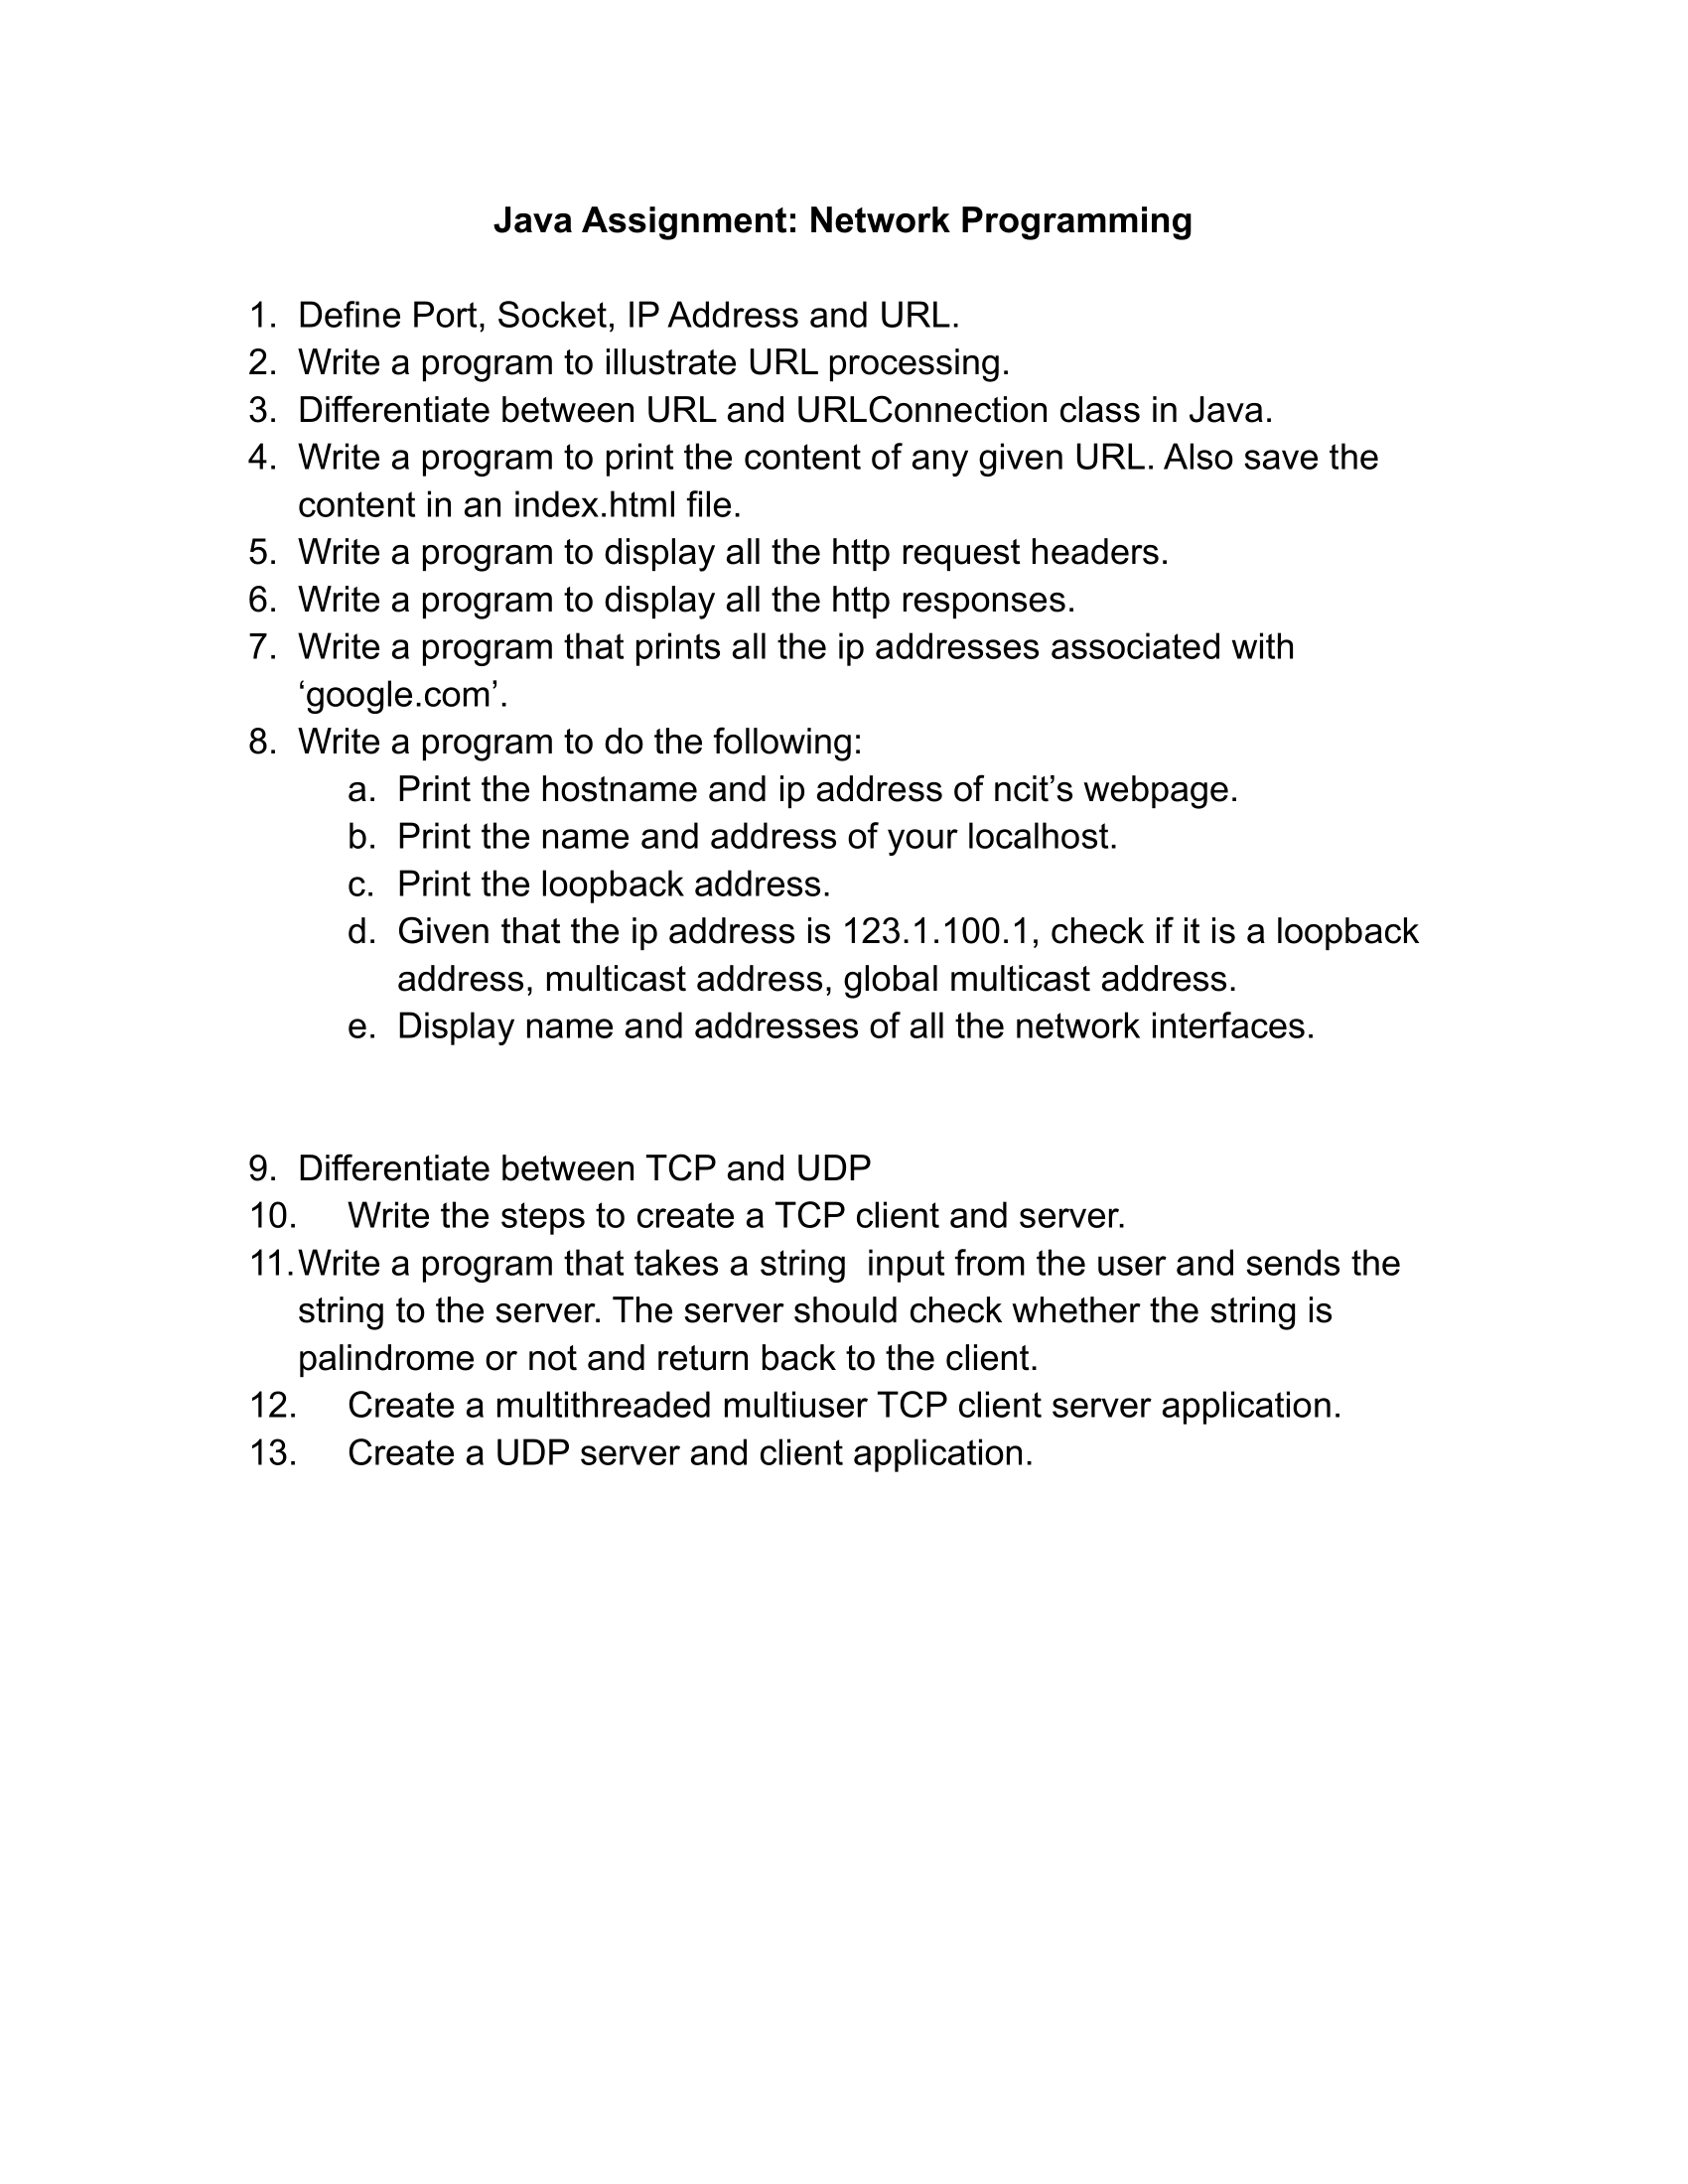 Java Assignment: Network Programming
1. Define Port, Socket, IP Address and URL.
2. Write a program to illustrate URL processing.
3. Differentiate between URL and URLConnection class in Java.
4. Write a program to print the content of any given URL. Also save the
content in an index.html file.
5. Write a program to display all the http request headers.
6. Write a program to display all the http responses.
7. Write a program that prints all the ip addresses associated with
‘google.com’.
8. Write a program to do the following:
a. Print the hostname and ip address of ncit’s webpage.
b. Print the name and address of your localhost.
c. Print the loopback address.
d. Given that the ip address is 123.1.100.1, check if it is a loopback
address, multicast address, global multicast address.
e. Display name and addresses of all the network interfaces.
9. Differentiate between TCP and UDP
10. Write the steps to create a TCP client and server.
11. Write a program that takes a string  input from the user and sends the
string to the server. The server should check whether the string is
palindrome or not and return back to the client.
12. Create a multithreaded multiuser TCP client server application.
13. Create a UDP server and client application.